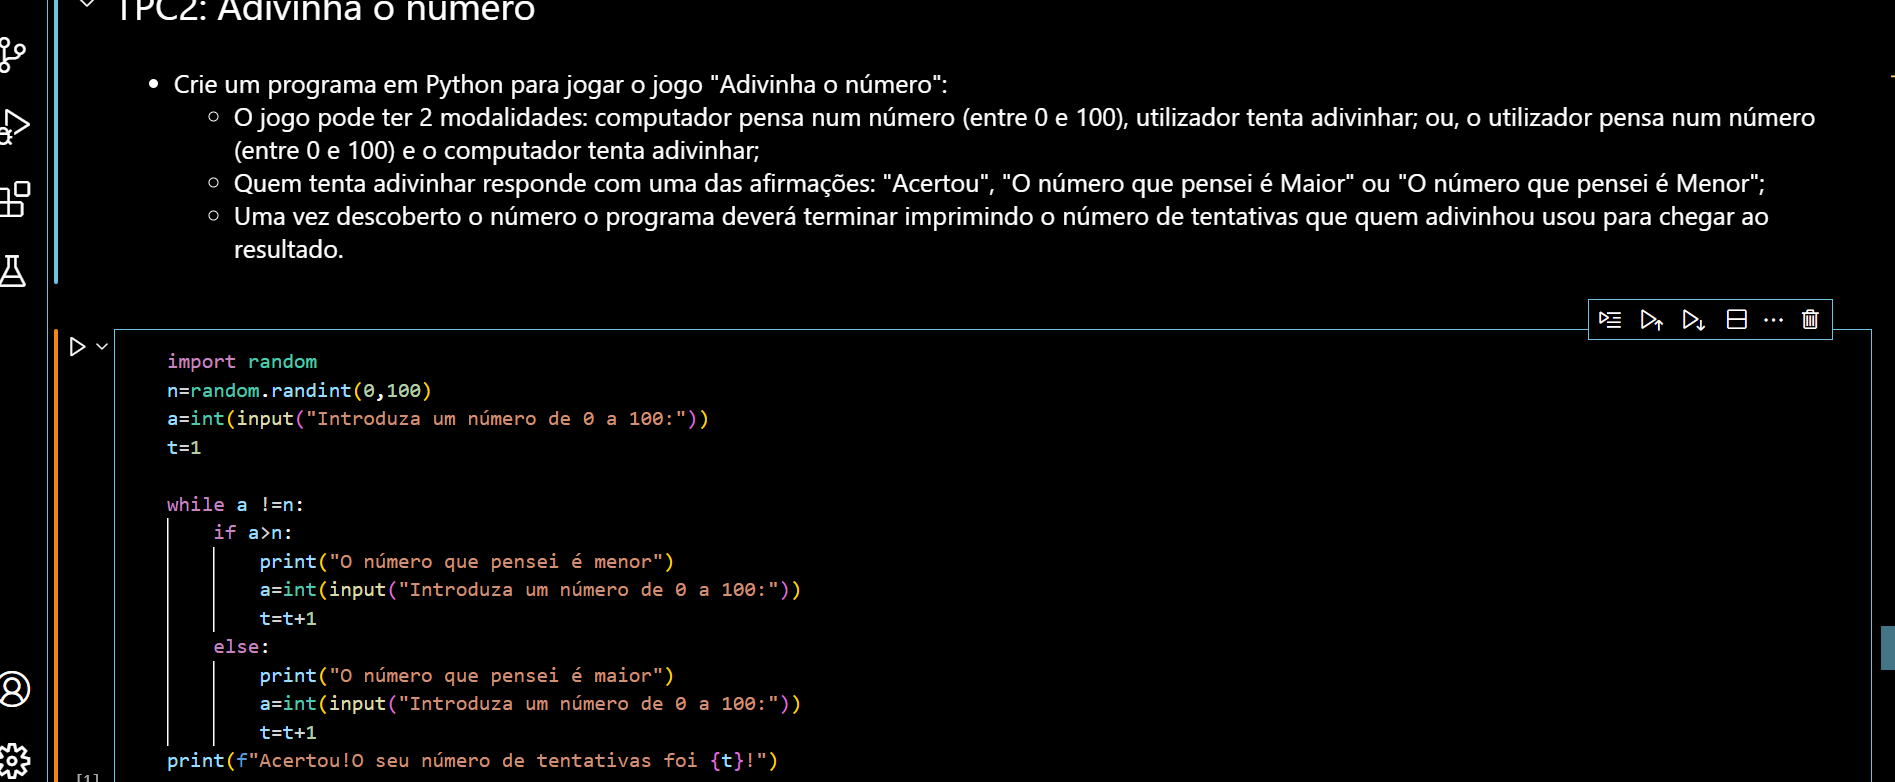 TPC2: Adivinha o número
Crie um programa em Python para jogar o jogo "Adivinha o número":
O jogo pode ter 2 modalidades: computador pensa num número (entre 0 e 100), utilizador tenta adivinhar; ou, o utilizador pensa num número
(entre 0 e 100) e o computador tenta adivinhar;
Quem tenta adivinhar responde com uma das afirmações: "Acertou", "O número que pensei é Maior" ou "O número que pensei é Menor";
Uma vez descoberto o número o programa deverá terminar imprimindo o número de tentativas que quem adivinhou usou para chegar ao
resultado.
import random
n=random.randint(0,100)
a=int(input("Introduza um número de 0 a 100:"))
t=1
while a !=n:
    if a>n:
        print("O número que pensei é menor")
        a=int(input("Introduza um número de 0 a 100:"))
        t=t+1
    else:
        print("O número que pensei é maior")
        a=int(input("Introduza um número de 0 a 100:"))
        t=t+1
print(f"Acertou!O seu número de tentativas foi {t}!")
[1]